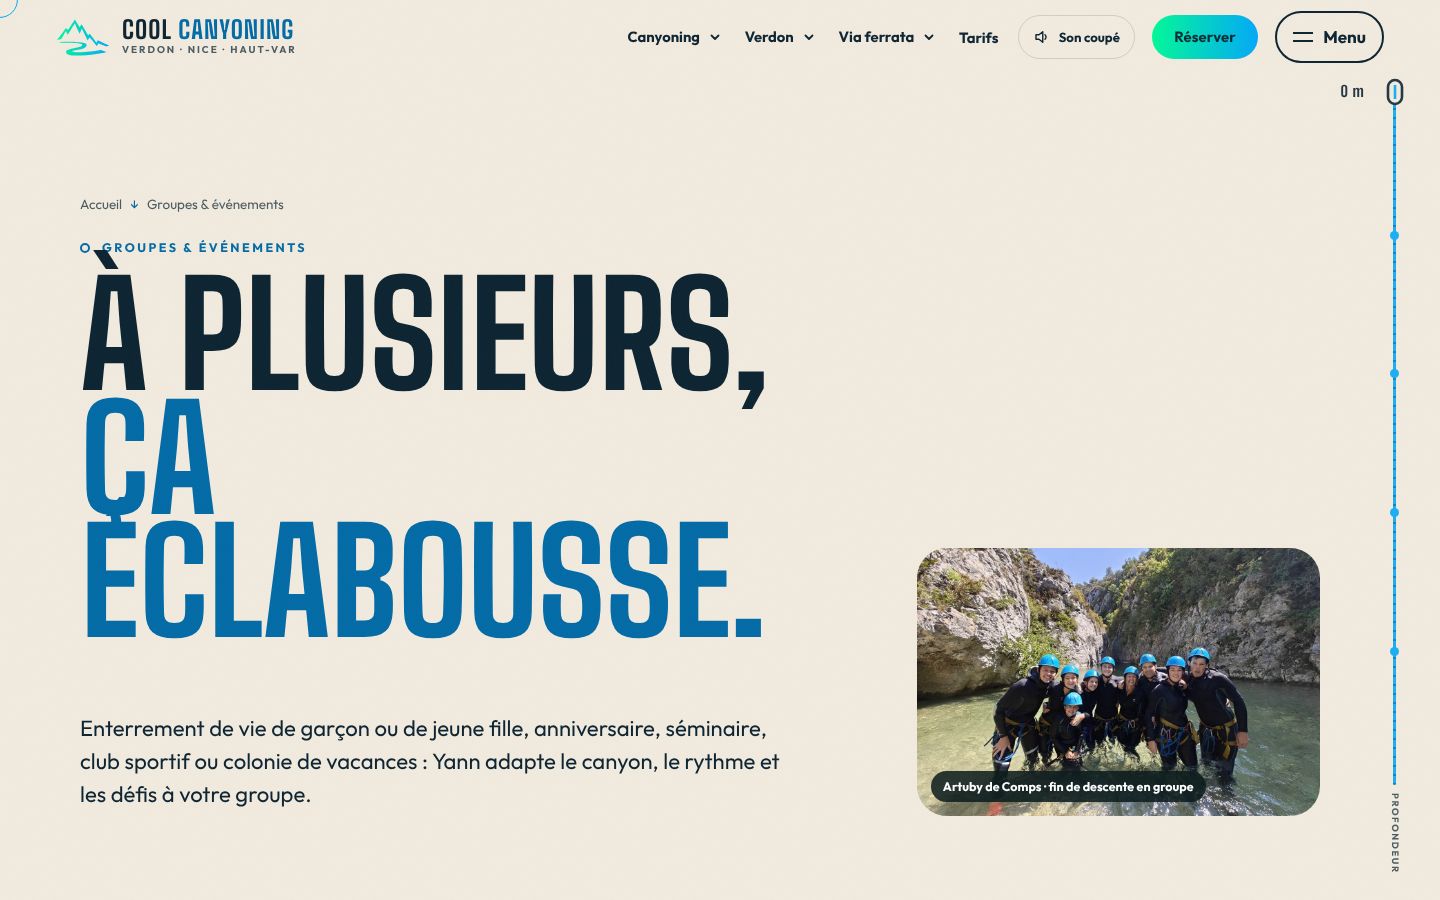 COOL CANYONING
VERDON · NICE · HAUT-VAR
Canyoning
Verdon
Via ferrata
Tarifs
Son coupé
Réserver
Menu
0 m
Accueil ↓ Groupes & événements
GROUPES & ÉVÉNEMENTS
À PLUSIEURS,
ÇA
ÉCLABOUSSE.
Enterrement de vie de garçon ou de jeune fille, anniversaire, séminaire,
club sportif ou colonie de vacances : Yann adapte le canyon, le rythme et
les défis à votre groupe.
Artuby de Comps · fin de descente en groupe
PROFONDEUR